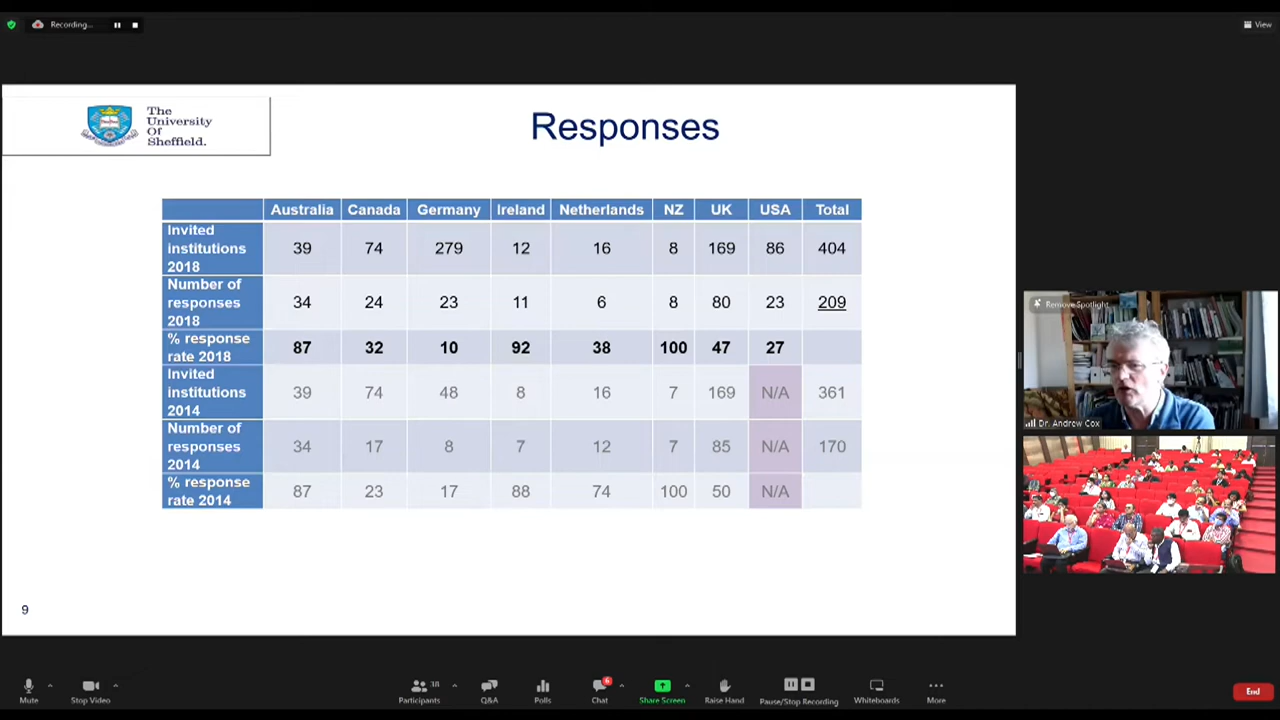 Recording...
View
The
University
Of
Sheffield.
Responses
Australia Canada Germany Ireland Netherlands NZ UK USA Total
Invited
institutions
2018
39 74 279 12 16 8 169 86 404
Number of
responses
2018
34 24 23 11 6 8 80 23 209
% response
rate 2018
87 32 10 92 38 100 47 27
Invited
institutions
2014
39 74 48 8 16 7 169 N/A 361
Number of
responses
2014
34 17 8 7 12 7 85 N/A 170
% response
rate 2014
87 23 17 88 74 100 50 N/A
9
Remove Spotlight
Dr. Andrew Cox
Mute
Stop Video
38
Participants
Q&A
Polls
6
Chat
Share Screen
Raise Hand
Pause/Stop Recording
Whiteboards
More
End